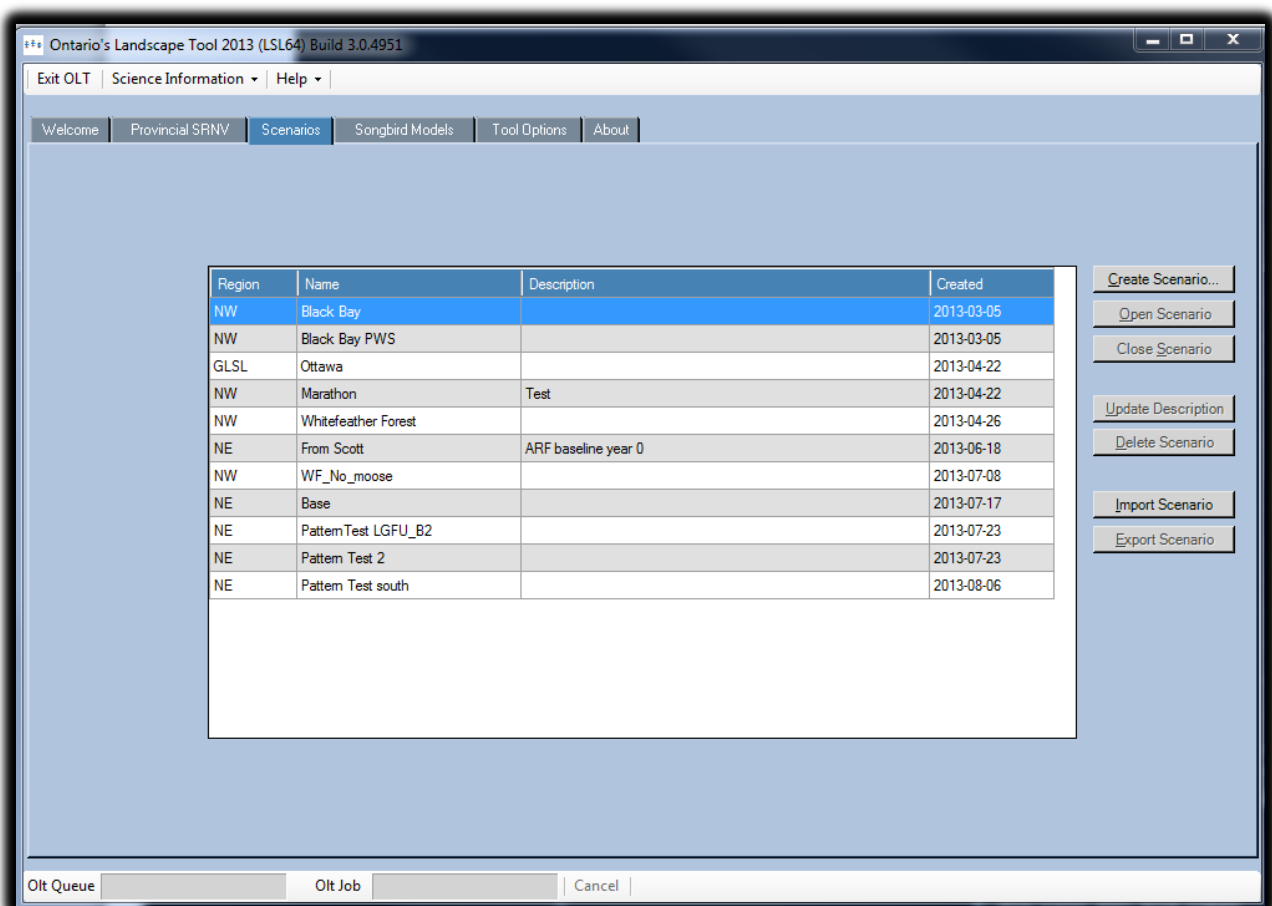 Ontario's Landscape Tool 2013 (LSL64) Build 3.0.4951
Exit OLT Science Information Help
Welcome Provincial SRNV Scenarios Songbird Models Tool Options About
Region Name Description Created
NW Black Bay 2013-03-05
NW Black Bay PWS 2013-03-05
GLSL Ottawa 2013-04-22
NW Marathon Test 2013-04-22
NW Whitefeather Forest 2013-04-26
NE From Scott ARF baseline year 0 2013-06-18
NW WF_No_moose 2013-07-08
NE Base 2013-07-17
NE PatternTest LGFU_B2 2013-07-23
NE Pattern Test 2 2013-07-23
NE Pattern Test south 2013-08-06
Create Scenario...
Open Scenario
Close Scenario
Update Description
Delete Scenario
Import Scenario
Export Scenario
Olt Queue Olt Job Cancel